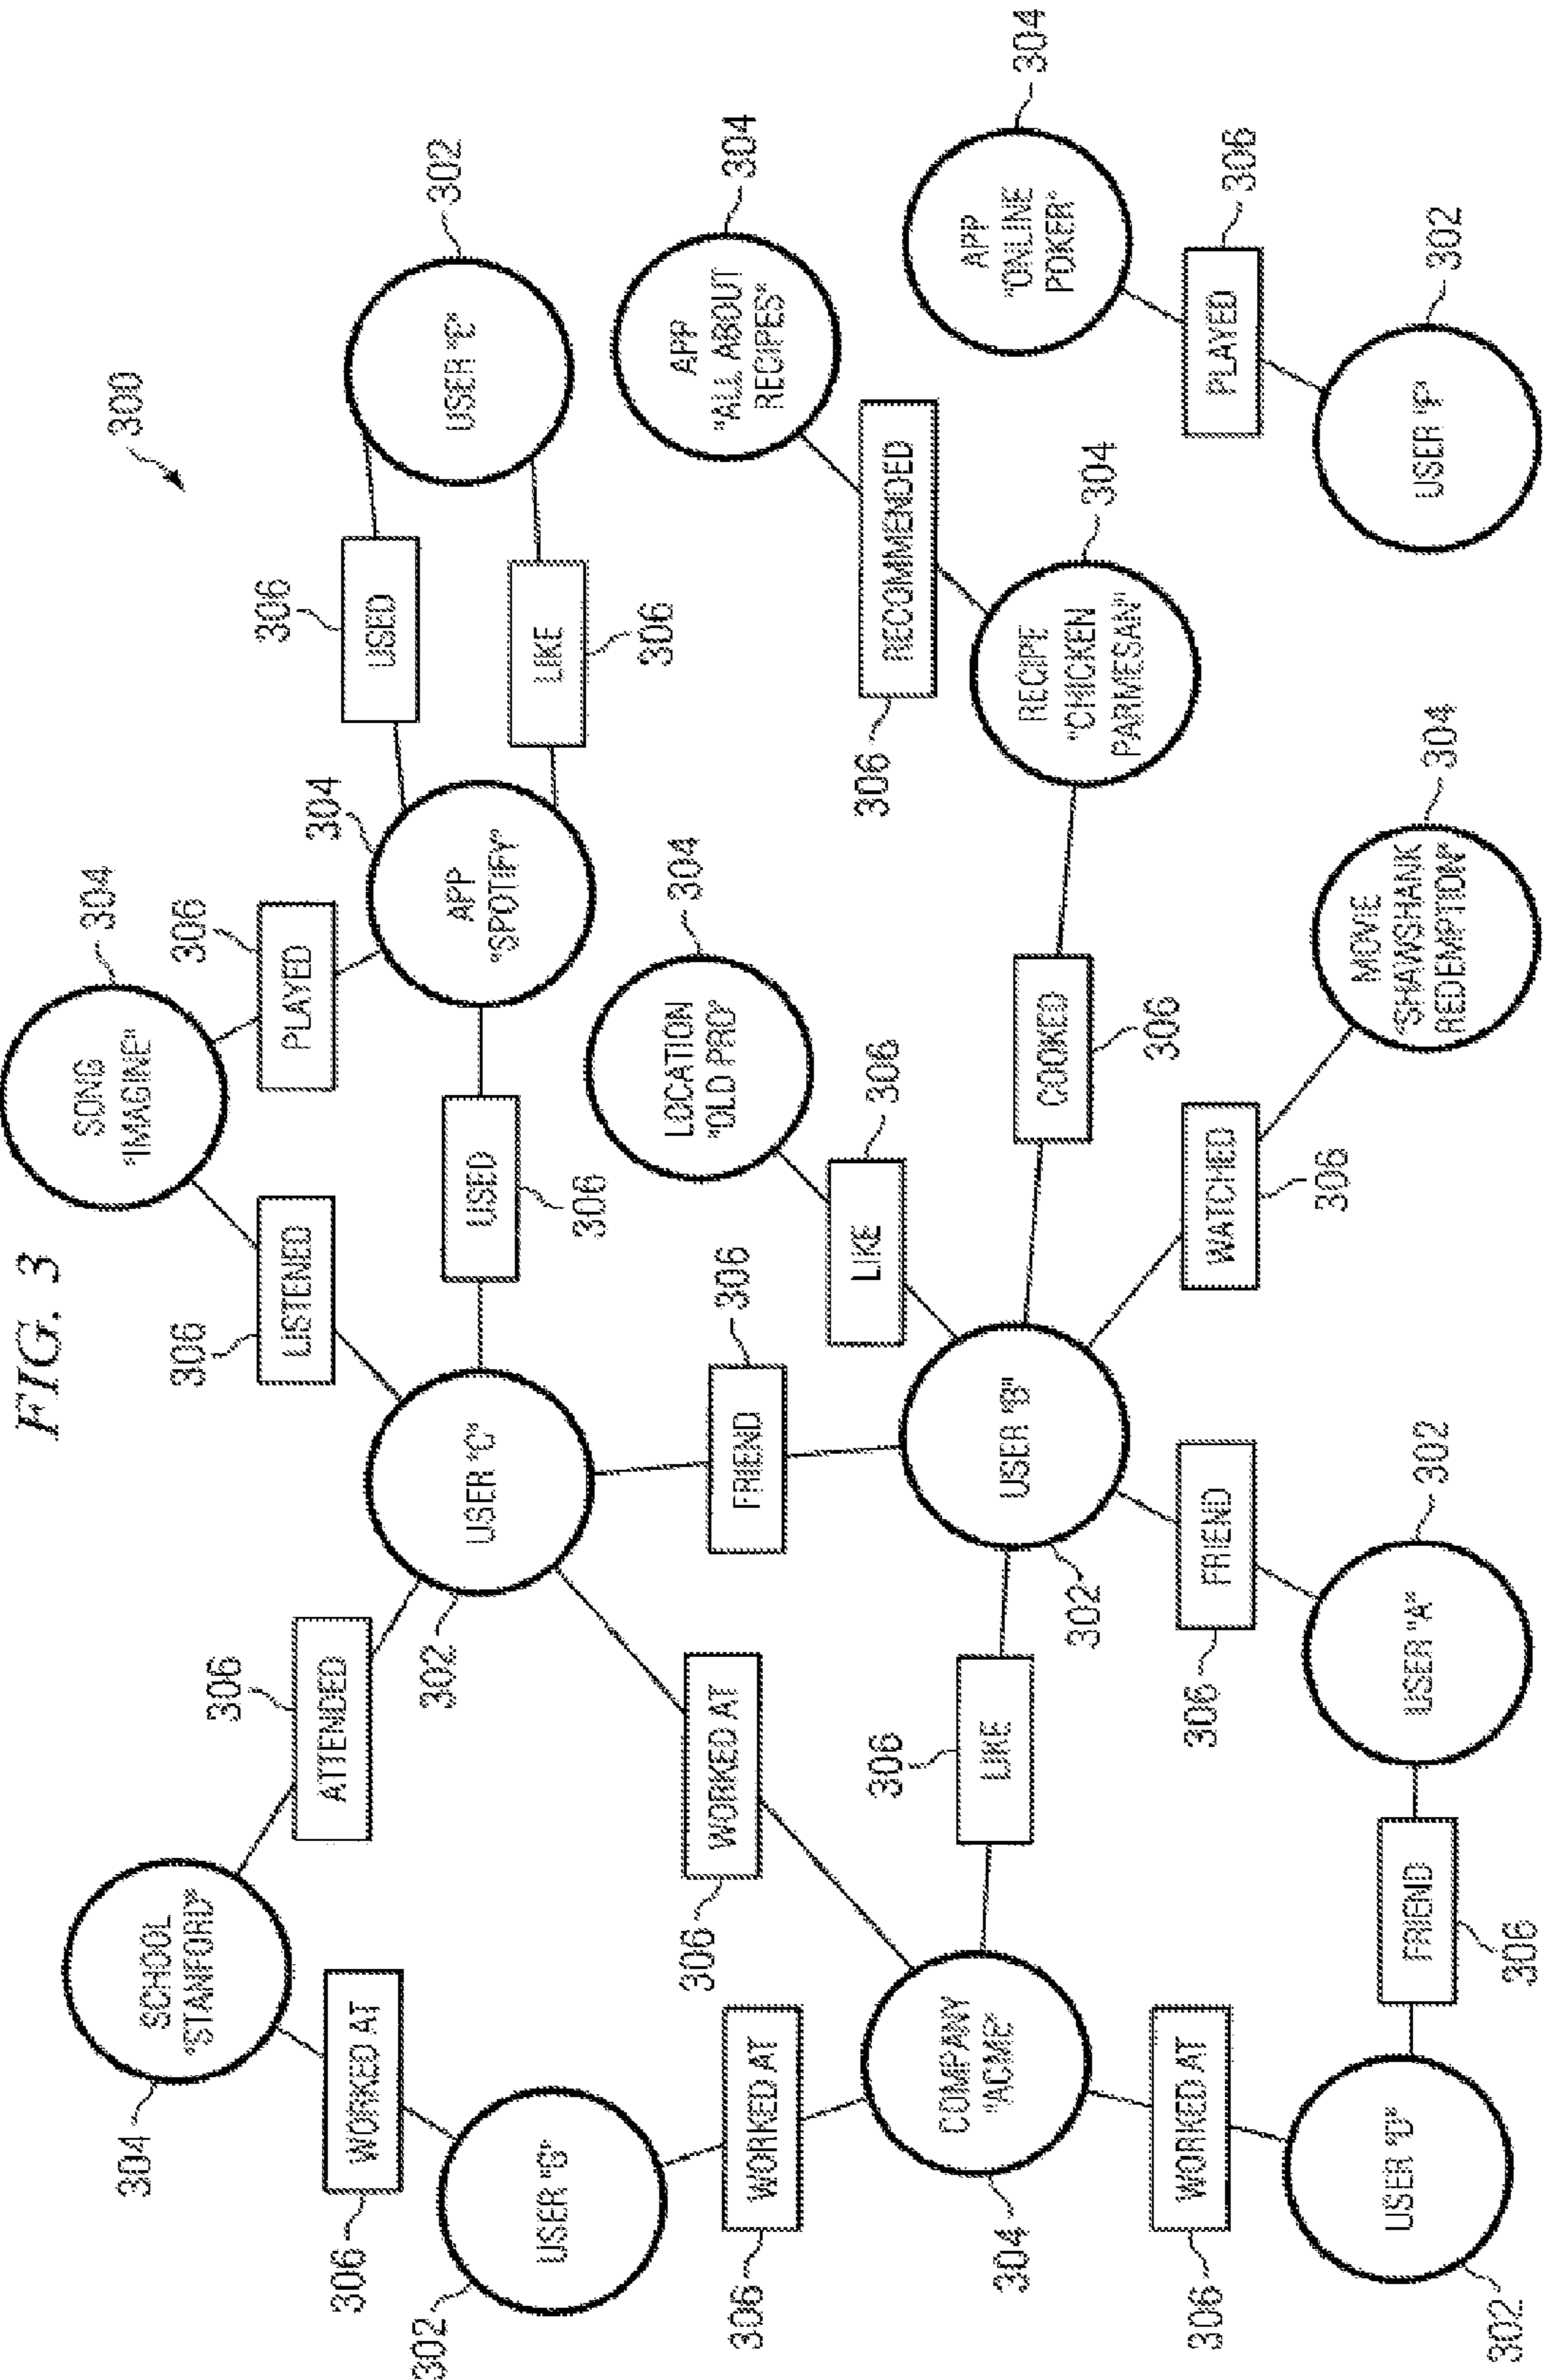 FIG. 3
300
304
SCHOOL
"STANFORD"
306
ATTENDED
306
WORKED AT
302
USER "G"
306
WORKED AT
304
COMPANY
"ACME"
306
WORKED AT
302
USER "D"
306
FRIEND
302
USER "A"
306
FRIEND
306
LIKE
306
WORKED AT
302
USER "C"
306
FRIEND
302
USER "B"
306
LISTENED
SONG
"IMAGINE"
304
306
PLAYED
306
USED
304
APP
"SPOTIFY"
306
USED
306
LIKE
302
USER "E"
306
LIKE
LOCATION
"OLD PRO"
304
306
COOKED
RECIPE
"CHICKEN
PARMESAN"
304
306
RECOMMENDED
APP
"ALL ABOUT
RECIPES"
304
306
WATCHED
MOVIE
"SHAWSHANK
REDEMPTION"
304
APP
"ONLINE
POKER"
304
PLAYED
306
USER "F"
302